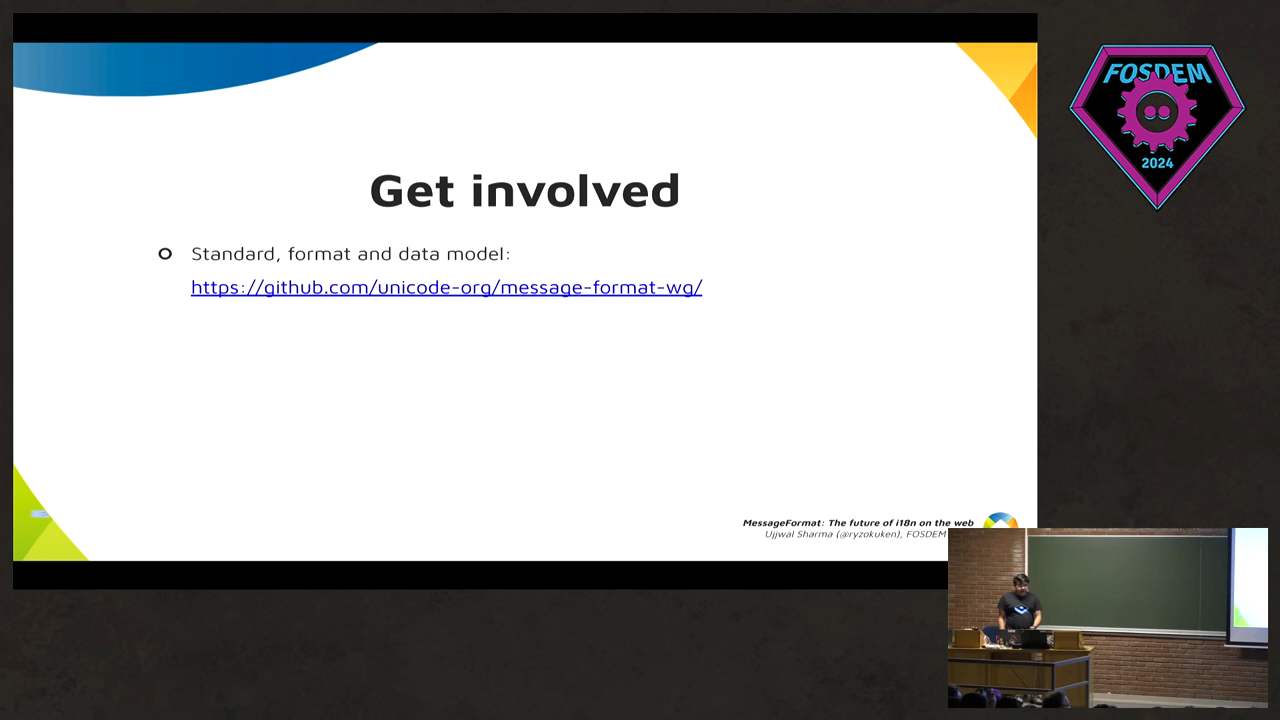 Get involved
Standard, format and data model:
https://github.com/unicode-org/message-format-wg/
MessageFormat: The future of i18n on the web
Ujjwal Sharma (@ryzokuken), FOSDEM
FOSDEM
2024